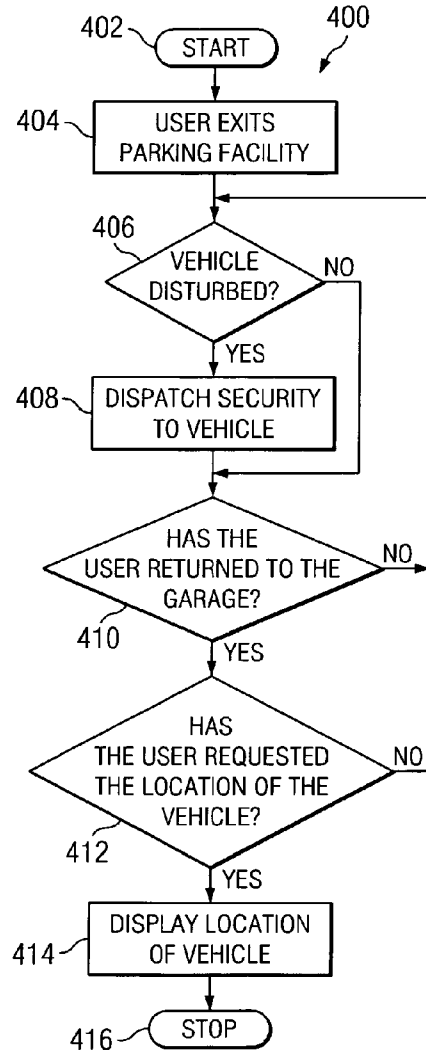 402
START
400
404
USER EXITS
PARKING FACILITY
406
VEHICLE
DISTURBED?
NO
YES
408
DISPATCH SECURITY
TO VEHICLE
HAS THE
USER RETURNED TO THE
GARAGE?
NO
410
YES
HAS
THE USER REQUESTED
THE LOCATION OF THE
VEHICLE?
NO
412
YES
414
DISPLAY LOCATION
OF VEHICLE
416
STOP